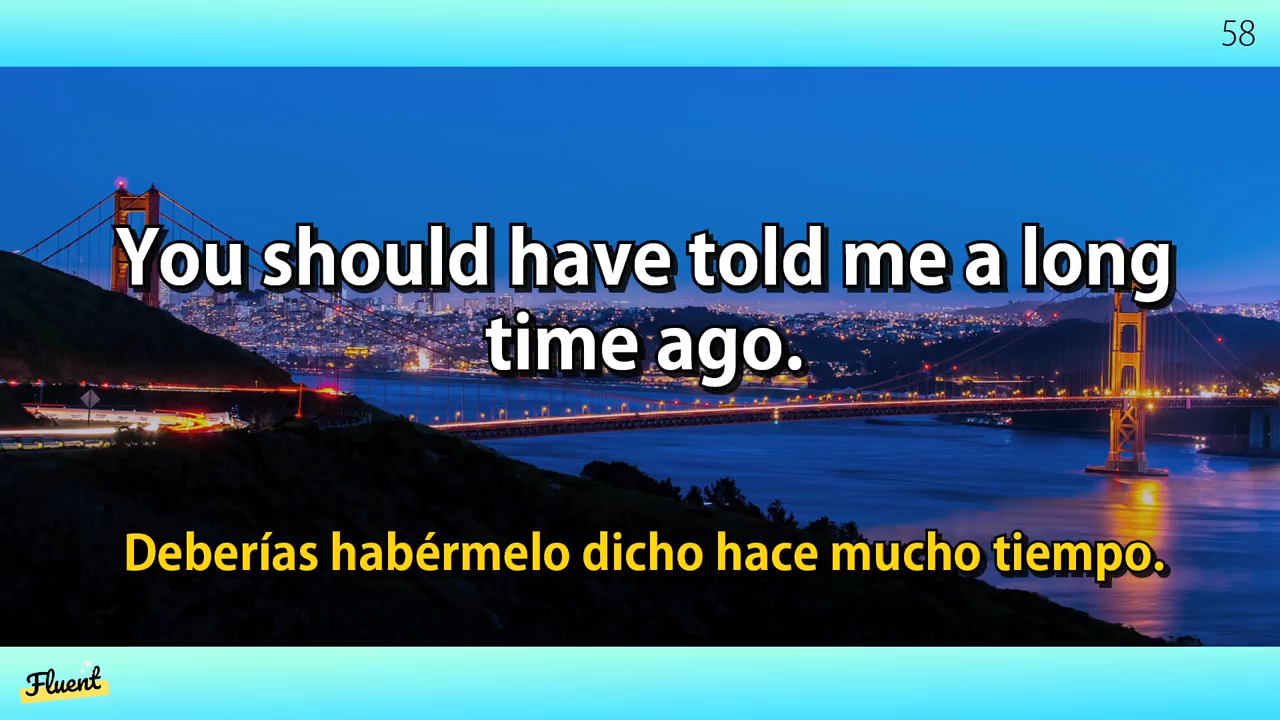 58
You should have told me a long
time ago.
Deberías habérmelo dicho hace mucho tiempo.
Fluent